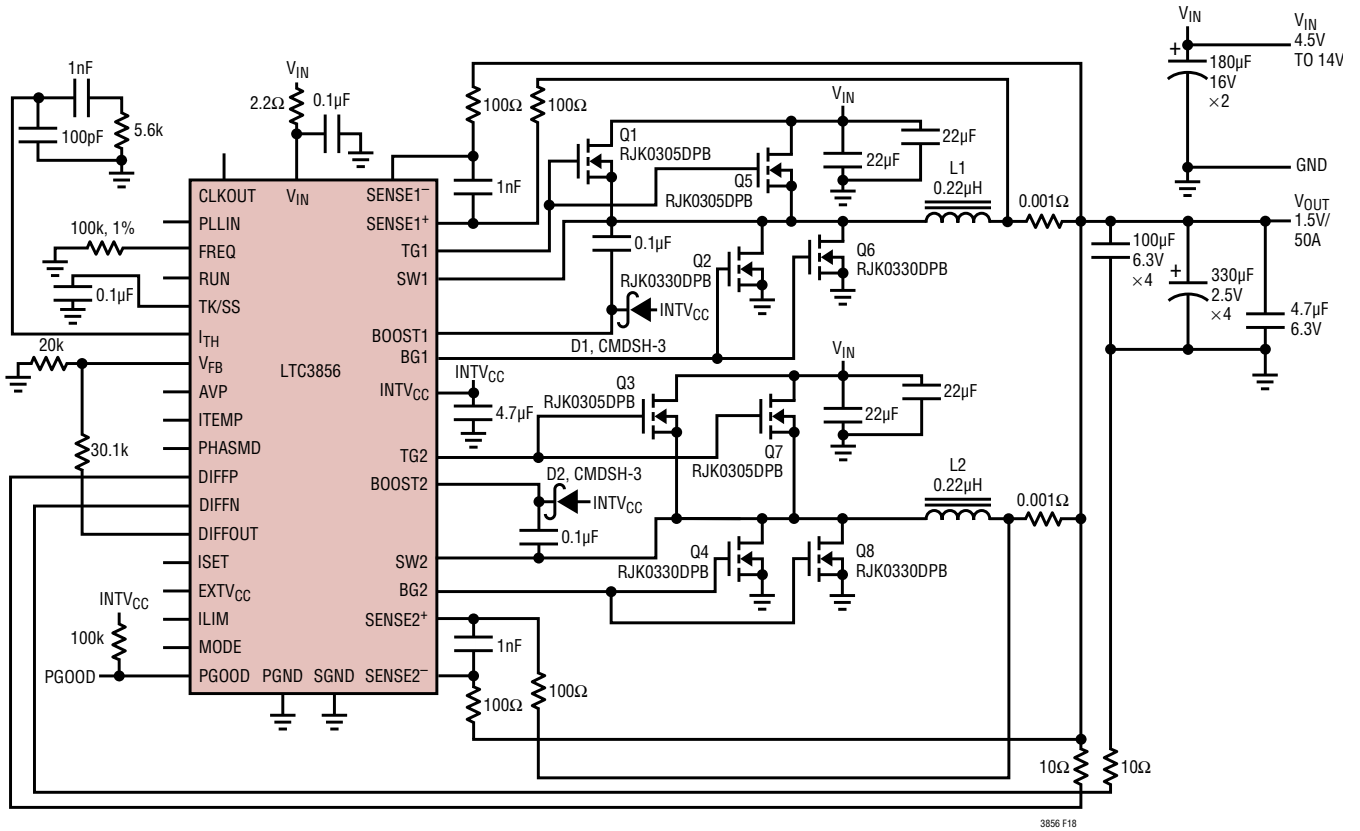 1nF
100pF
5.6k
VIN
2.2Ω
0.1µF
100Ω
100Ω
1nF
Q1
RJK0305DPB
Q5
RJK0305DPB
VIN
22µF
22µF
L1
0.22µH
0.001Ω
VIN
180µF
16V
×2
VIN
4.5V
TO 14V
GND
VOUT
1.5V/
50A
100µF
6.3V
×4
330µF
2.5V
×4
4.7µF
6.3V
0.1µF
Q2
RJK0330DPB
Q6
RJK0330DPB
INTVCC
D1, CMDSH-3
100k, 1%
0.1µF
20k
30.1k
INTVCC
100k
PGOOD
CLKOUT
PLLIN
FREQ
RUN
TK/SS
ITH
VFB
AVP
ITEMP
PHASMD
DIFFP
DIFFN
DIFFOUT
ISET
EXTVCC
ILIM
MODE
PGOOD
PGND
SGND
VIN
LTC3856
SENSE1–
SENSE1+
TG1
SW1
BOOST1
BG1
INTVCC
TG2
BOOST2
SW2
BG2
SENSE2+
SENSE2–
INTVCC
4.7µF
Q3
RJK0305DPB
Q7
RJK0305DPB
VIN
22µF
22µF
D2, CMDSH-3
INTVCC
0.1µF
L2
0.22µH
0.001Ω
Q4
RJK0330DPB
Q8
RJK0330DPB
1nF
100Ω
100Ω
10Ω
10Ω
3856 F18